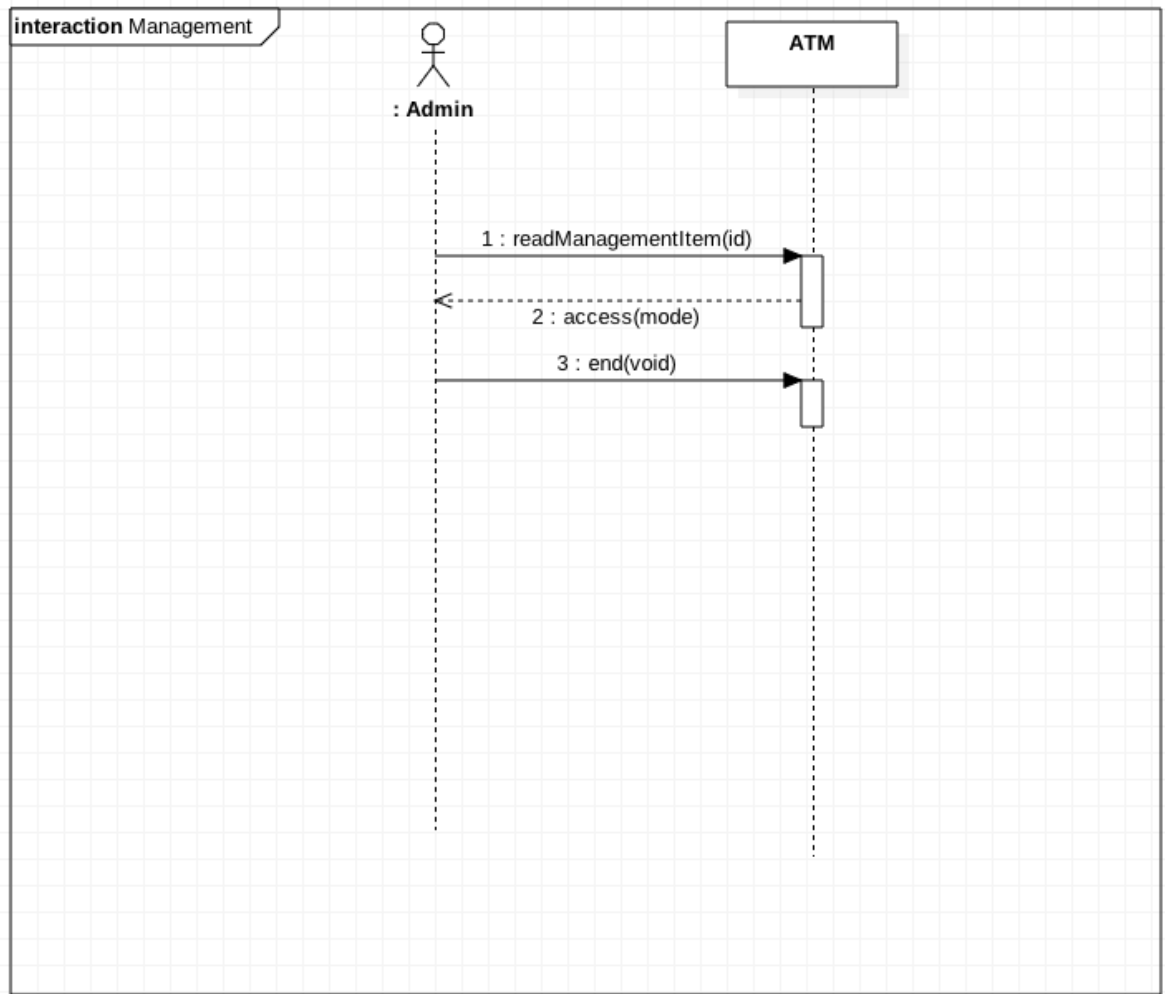 interaction Management
ATM
: Admin
1 : readManagementItem(id)
2 : access(mode)
3 : end(void)